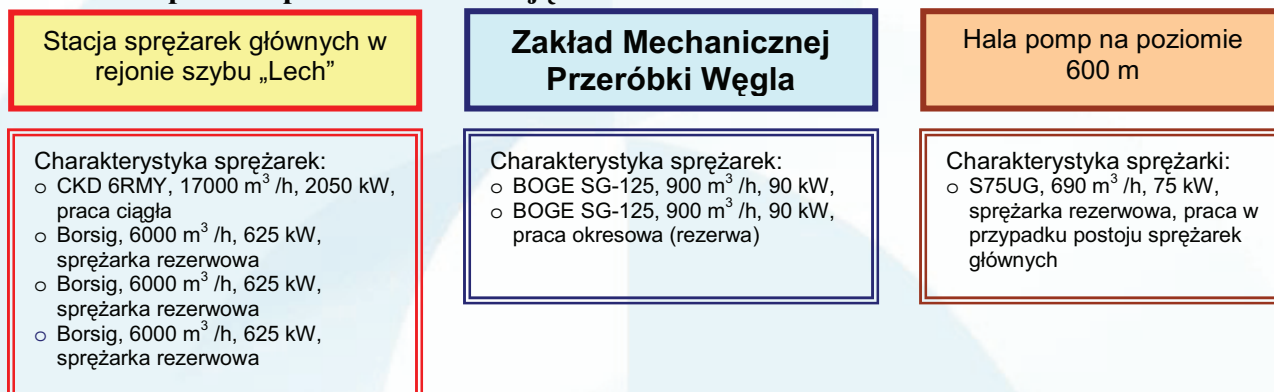 Stacja sprężarek głównych w
rejonie szybu „Lech”
Charakterystyka sprężarek:
o CKD 6RMY, 17000 m³ /h, 2050 kW,
praca ciągła
o Borsig, 6000 m³ /h, 625 kW,
sprężarka rezerwowa
o Borsig, 6000 m³ /h, 625 kW,
sprężarka rezerwowa
o Borsig, 6000 m³ /h, 625 kW,
sprężarka rezerwowa
Zakład Mechanicznej
Przeróbki Węgla
Charakterystyka sprężarek:
o BOGE SG-125, 900 m³ /h, 90 kW,
o BOGE SG-125, 900 m³ /h, 90 kW,
praca okresowa (rezerwa)
Hala pomp na poziomie
600 m
Charakterystyka sprężarki:
o S75UG, 690 m³ /h, 75 kW,
sprężarka rezerwowa, praca w
przypadku postoju sprężarek
głównych